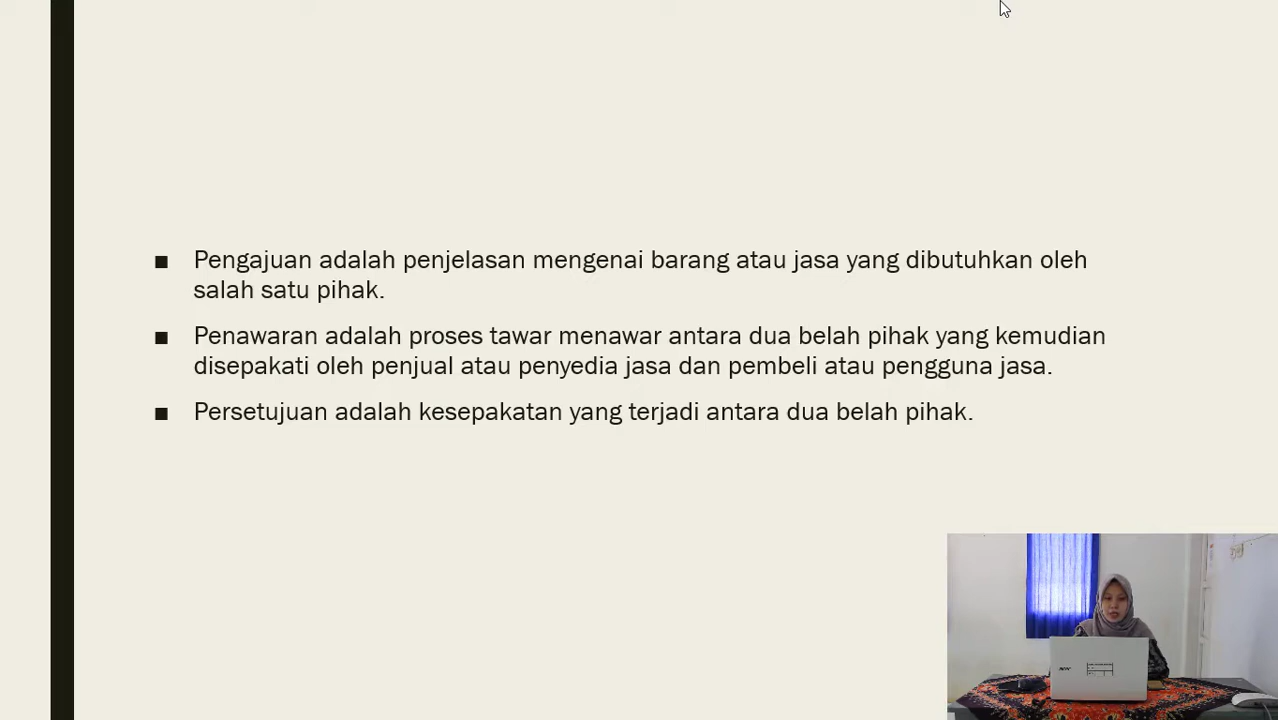 ■ Pengajuan adalah penjelasan mengenai barang atau jasa yang dibutuhkan oleh
salah satu pihak.
■ Penawaran adalah proses tawar menawar antara dua belah pihak yang kemudian
disepakati oleh penjual atau penyedia jasa dan pembeli atau pengguna jasa.
■ Persetujuan adalah kesepakatan yang terjadi antara dua belah pihak.